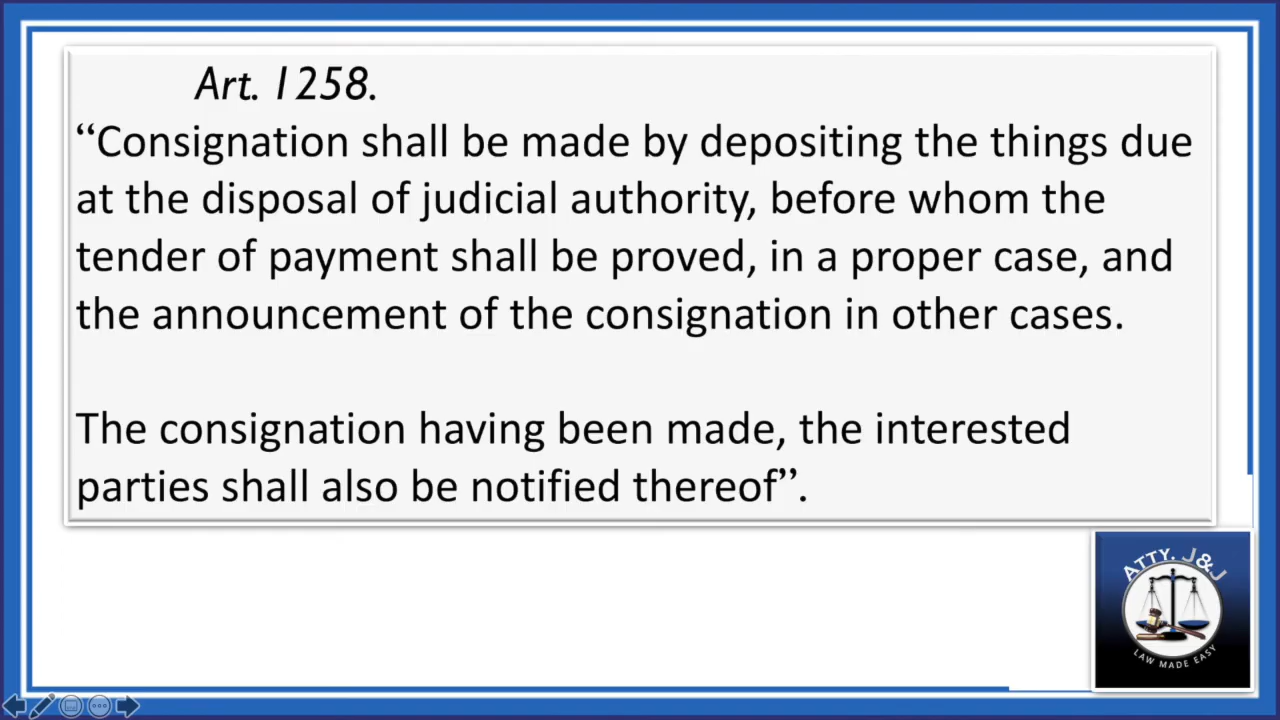 Art. 1258.
“Consignation shall be made by depositing the things due
at the disposal of judicial authority, before whom the
tender of payment shall be proved, in a proper case, and
the announcement of the consignation in other cases.
The consignation having been made, the interested
parties shall also be notified thereof”.
ATTY. J&J
LAW MADE EASY